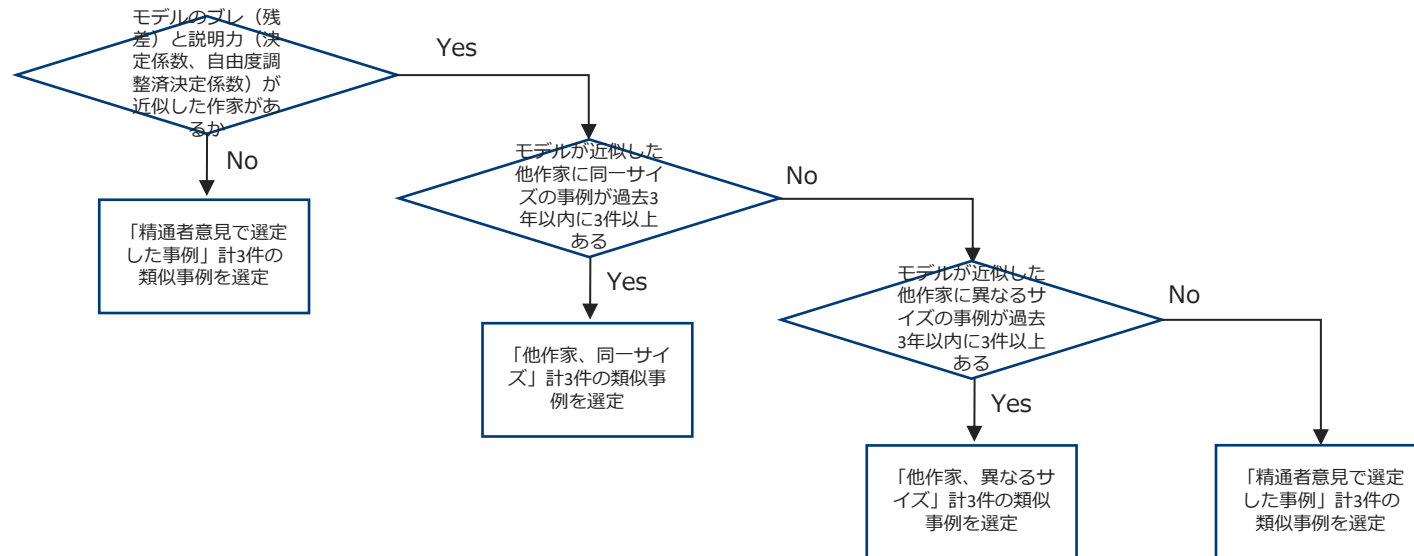 モデルのブレ（残
差）と説明力（決
定係数、自由度調
整済決定係数）が
近似した作家があ
るか
Yes
No
「精通者意見で選定
した事例」計3件の
類似事例を選定
モデルが近似した
他作家に同一サイ
ズの事例が過去3
年以内に3件以上
ある
No
Yes
「他作家、同一サイ
ズ」計3件の類似事
例を選定
モデルが近似した
他作家に異なるサ
イズの事例が過去
3年以内に3件以上
ある
No
Yes
「他作家、異なるサ
イズ」計3件の類似
事例を選定
「精通者意見で選定
した事例」計3件の
類似事例を選定